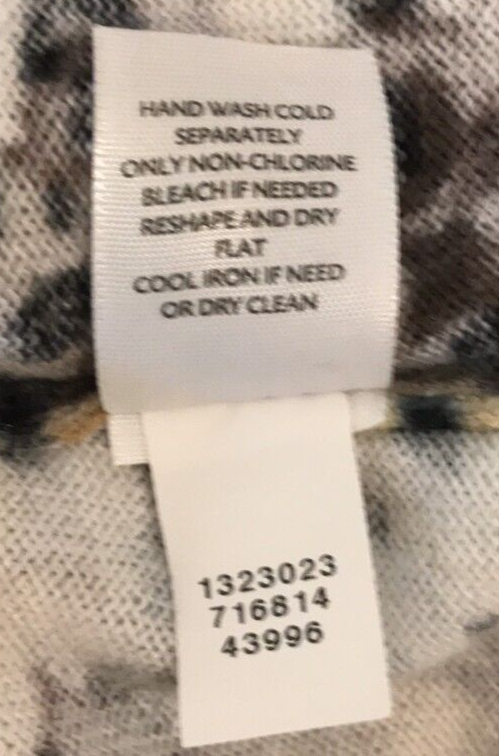 HAND WASH COLD
SEPARATELY
ONLY NON-CHLORINE
BLEACH IF NEEDED
RESHAPE AND DRY
FLAT
COOL IRON IF NEED
OR DRY CLEAN
1323023
716814
43996